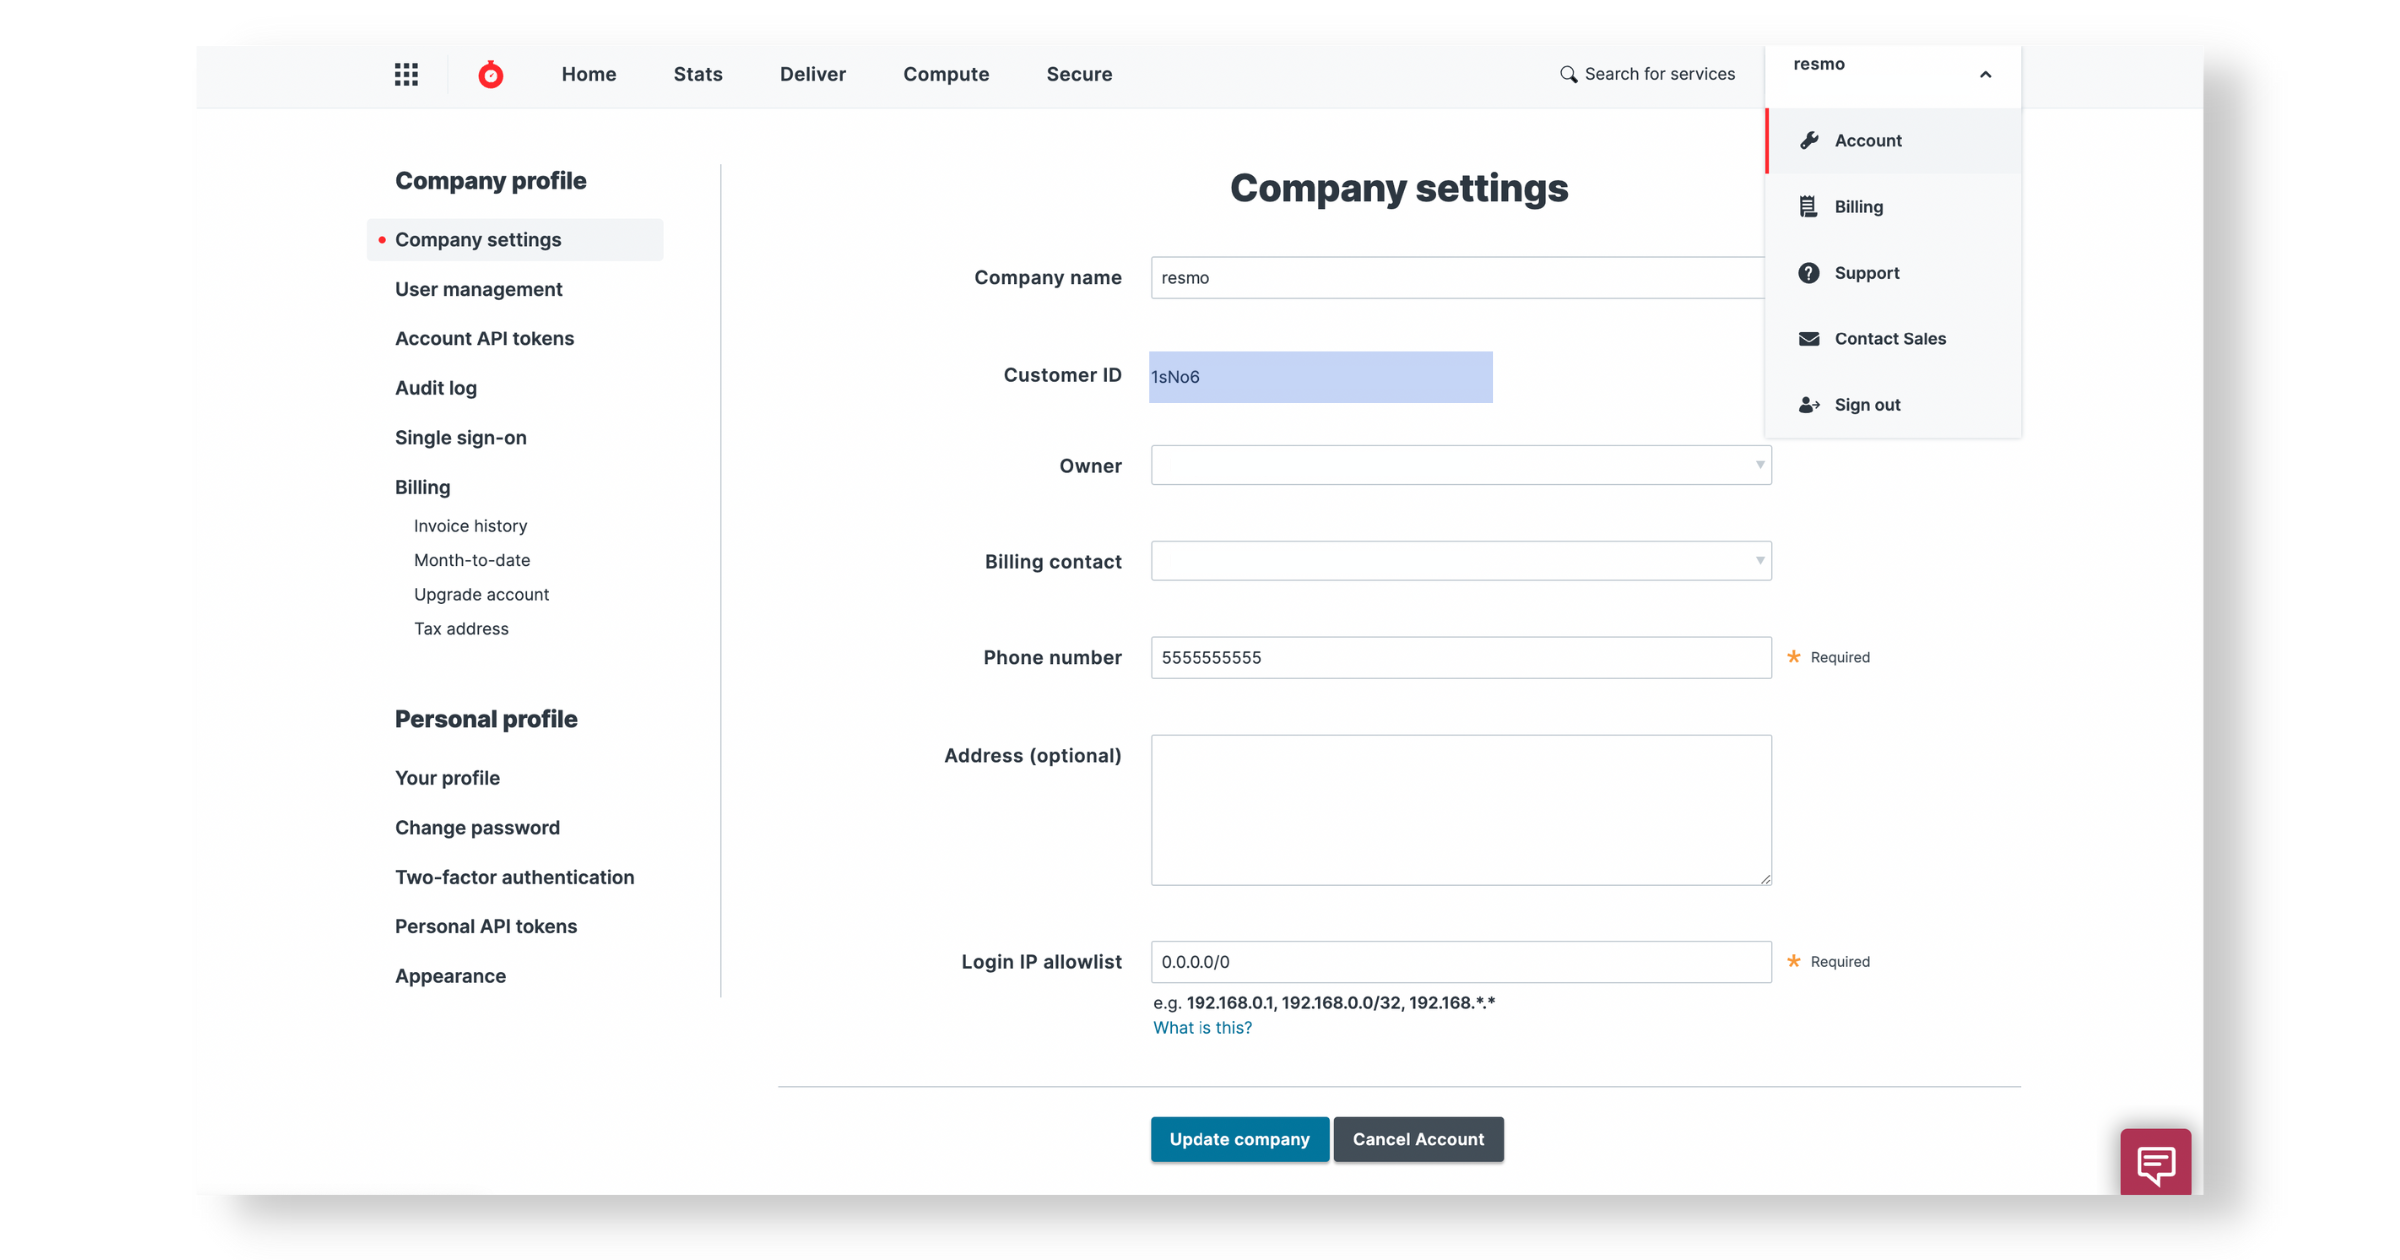 Home Stats Deliver Compute Secure Search for services resmo
Account
Billing
Support
Contact Sales
Sign out
Company profile
Company settings
User management
Account API tokens
Audit log
Single sign-on
Billing
Invoice history
Month-to-date
Upgrade account
Tax address
Personal profile
Your profile
Change password
Two-factor authentication
Personal API tokens
Appearance
Company settings
Company name resmo
Customer ID 1sNo6
Owner
Billing contact
Phone number 5555555555 * Required
Address (optional)
Login IP allowlist 0.0.0.0/0 * Required
e.g. 192.168.0.1, 192.168.0.0/32, 192.168.*.*
What is this?
Update company Cancel Account